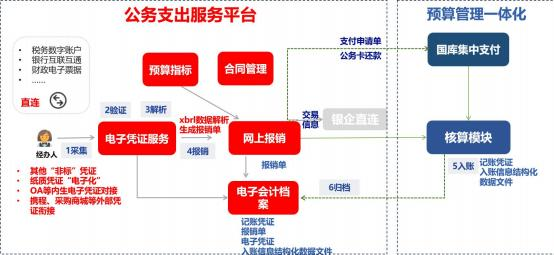 公务支出服务平台
预算管理一体化
税务数字账户
银行互联互通
财政电子票据
......
直连
预算指标
合同管理
支付申请单
公务卡还款
国库集中支付
2验证
3解析
xbrl数据解析
生成报销单
交易
信息
银企直连
经办人
1采集
电子凭证服务
4报销
网上报销
核算模块
其他“非标”凭证
纸质凭证“电子化”
OA等内生电子凭证对接
携程、采购商城等外部凭
证衔接
报销单
5入账
记账凭证
入账信息结构化
数据文件
电子会计档
案
6归档
记账凭证
报销单
电子凭证
入账信息结构化数据文件